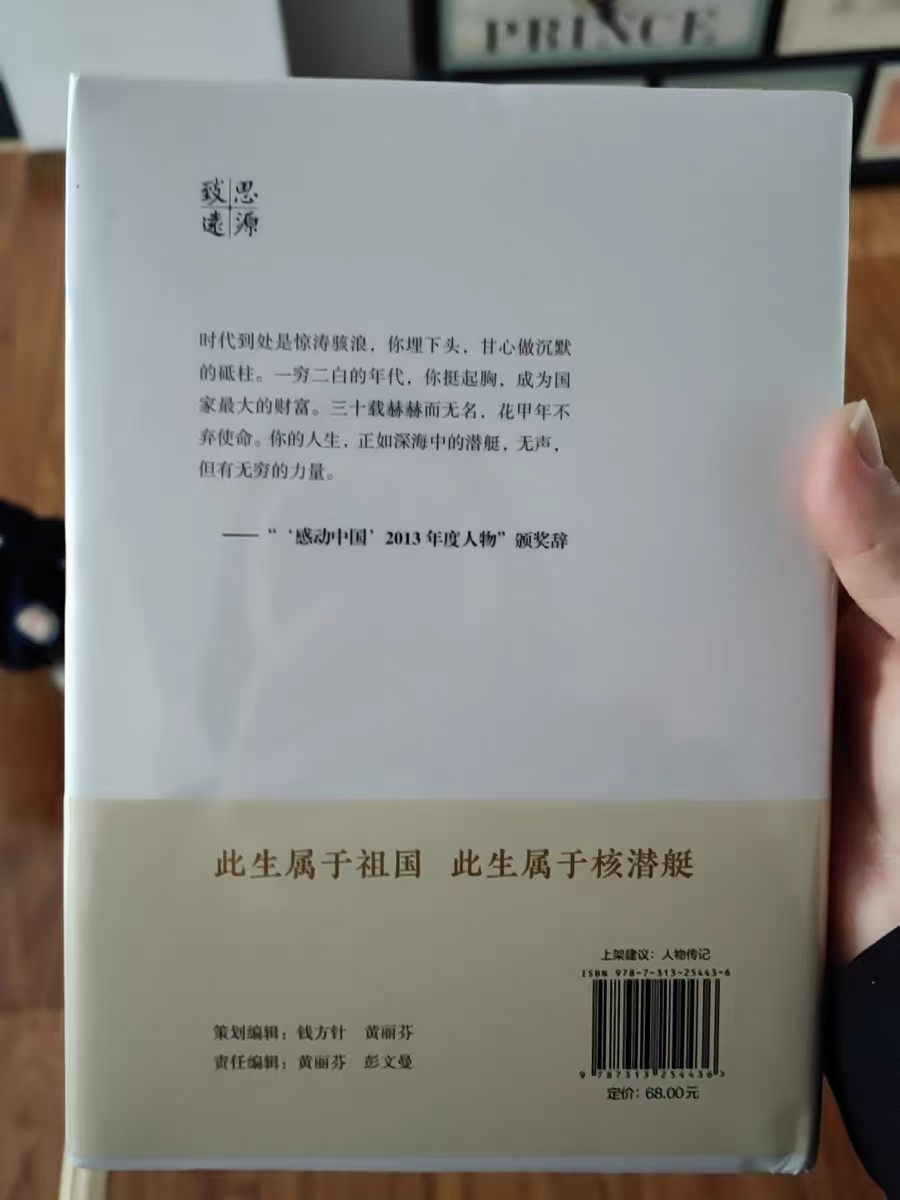 PRINCE
思源
致遠
时代到处是惊涛骇浪，你埋下头，甘心做沉默
的砥柱。一穷二白的年代，你挺起胸，成为国
家最大的财富。三十载赫赫而无名，花甲年不
弃使命。你的人生，正如深海中的潜艇，无声，
但有无穷的力量。
——“‘感动中国’2013 年度人物”颁奖辞
此生属于祖国 此生属于核潜艇
上架建议：人物传记
ISBN 978-7-313-25443-6
9 787313 254436 >
定价：68.00元
策划编辑：钱方针 黄丽芬
责任编辑：黄丽芬 彭文曼